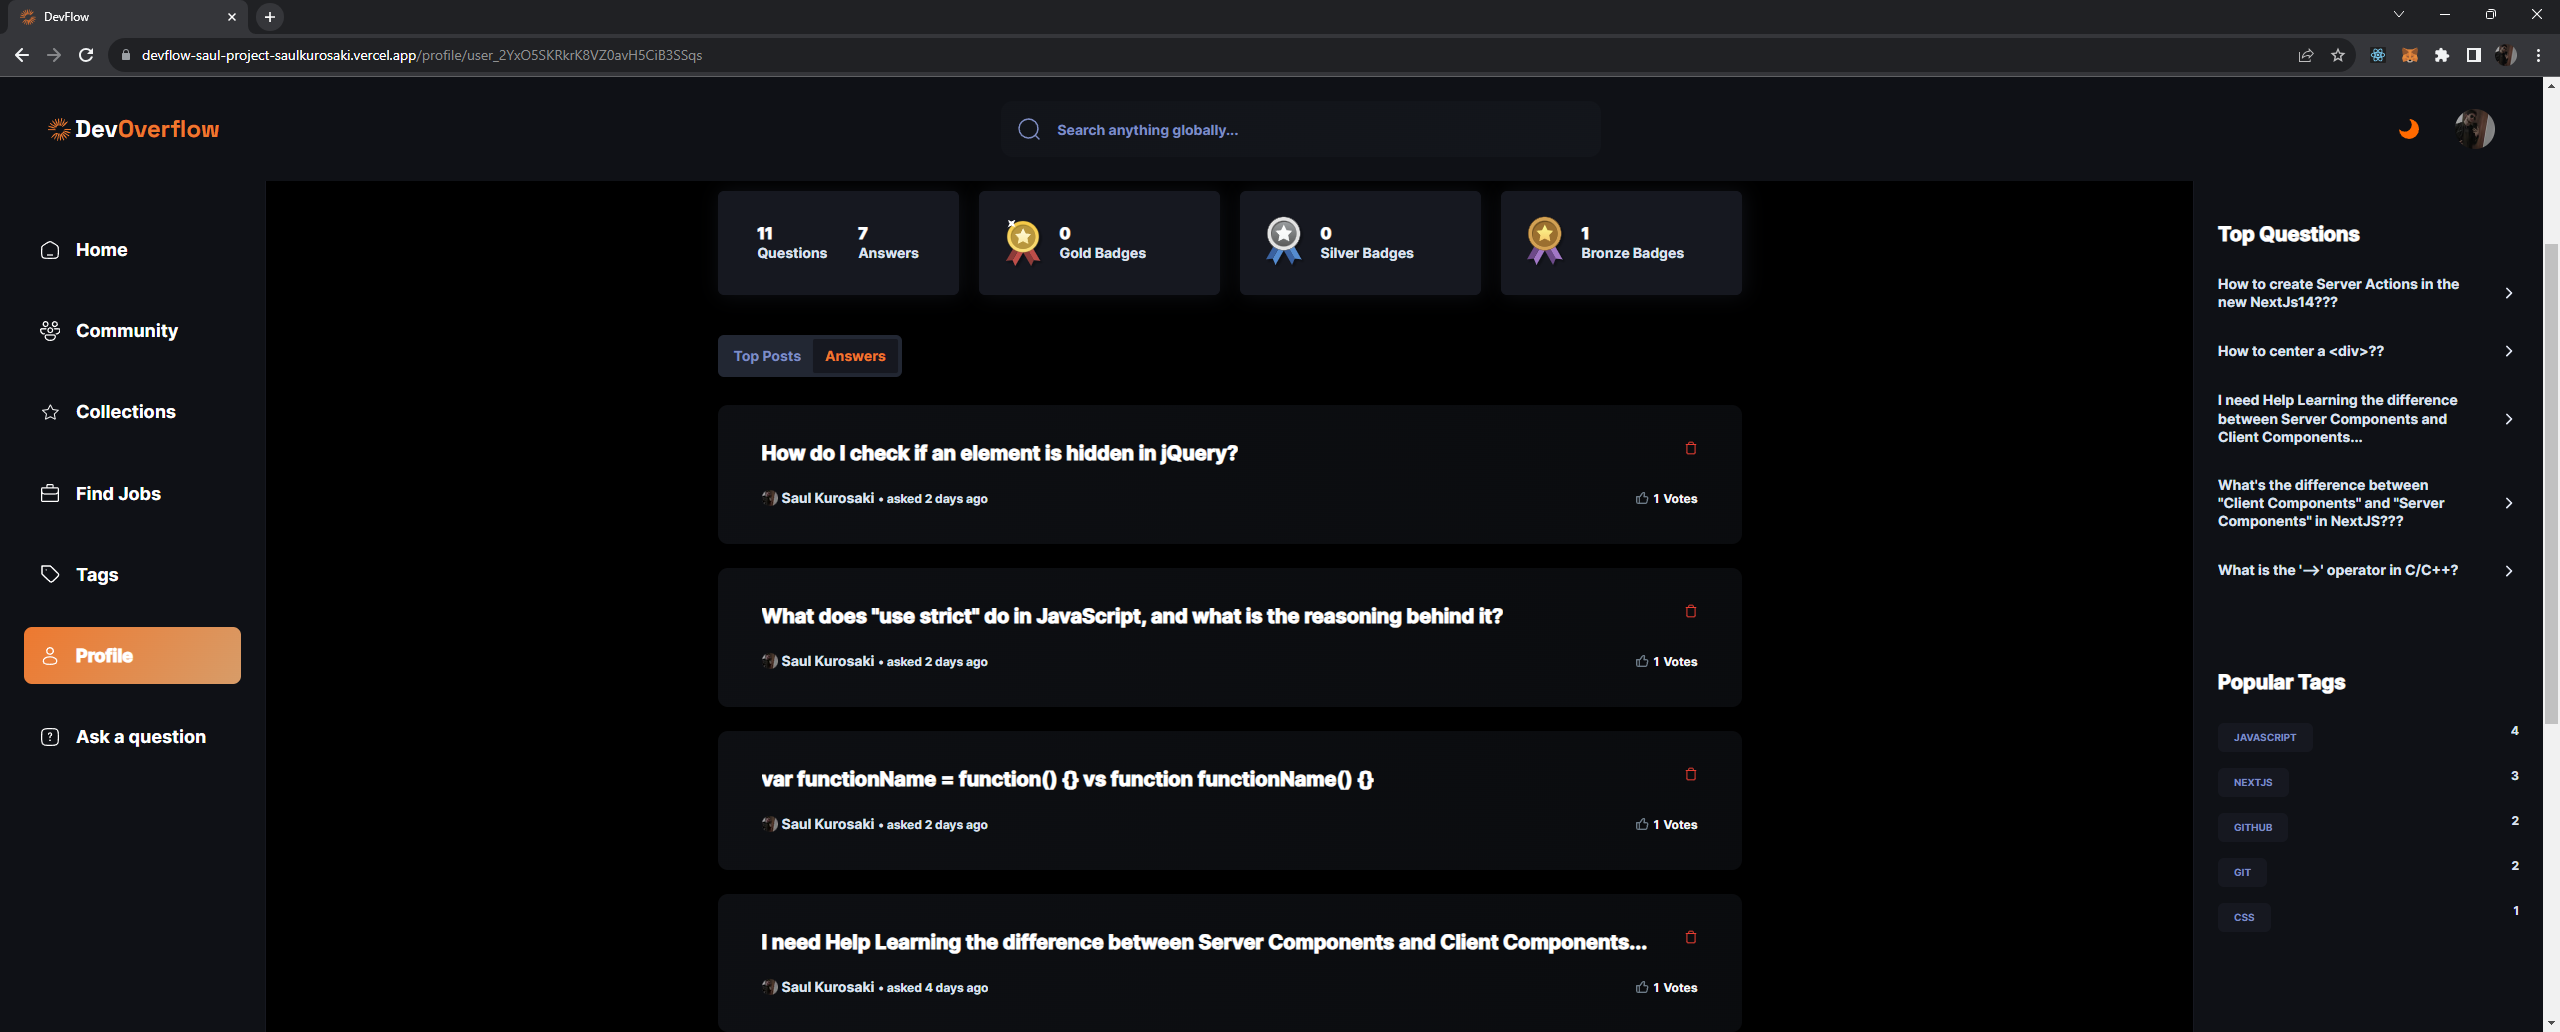 DevFlow
devflow-saul-project-saulkurosaki.vercel.app/profile/user_2YxO5SKRkrK8VZ0avH5CiB3SSqs
DevOverflow
Search anything globally...
Home
Community
Collections
Find Jobs
Tags
Profile
Ask a question
11
Questions
7
Answers
0
Gold Badges
0
Silver Badges
1
Bronze Badges
Top Posts
Answers
How do I check if an element is hidden in jQuery?
Saul Kurosaki • asked 2 days ago
1 Votes
What does "use strict" do in JavaScript, and what is the reasoning behind it?
Saul Kurosaki • asked 2 days ago
1 Votes
var functionName = function() {} vs function functionName() {}
Saul Kurosaki • asked 2 days ago
1 Votes
I need Help Learning the difference between Server Components and Client Components...
Saul Kurosaki • asked 4 days ago
1 Votes
Top Questions
How to create Server Actions in the
new NextJs14???
How to center a <div>??
I need Help Learning the difference
between Server Components and
Client Components...
What's the difference between
"Client Components" and "Server
Components" in NextJS???
What is the '-->' operator in C/C++?
Popular Tags
JAVASCRIPT
4
NEXTJS
3
GITHUB
2
GIT
2
CSS
1